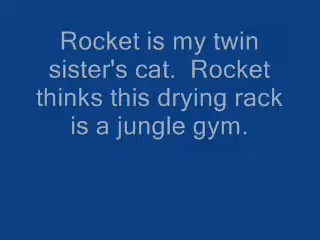 Rocket is my twin
sister's cat.  Rocket
thinks this drying rack
is a jungle gym.